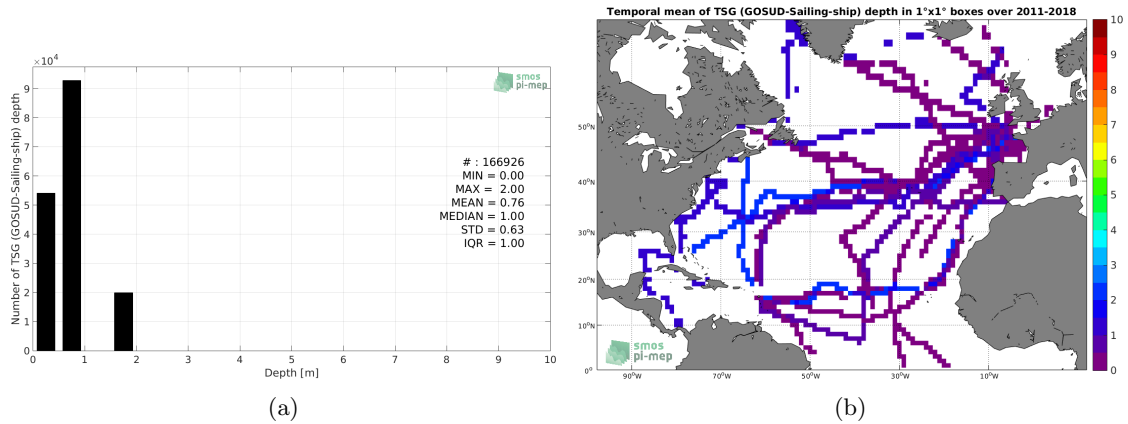 ×10⁴
9
8
7
6
5
4
3
2
1
0
Number of TSG (GOSUD-Sailing-ship) depth
smos
pi-mep
# : 166926
MIN = 0.00
MAX = 2.00
MEAN = 0.76
MEDIAN = 1.00
STD = 0.63
IQR = 1.00
0 1 2 3 4 5 6 7 8 9 10
Depth [m]
(a)
Temporal mean of TSG (GOSUD-Sailing-ship) depth in 1°x1° boxes over 2011-2018
50°N
40°N
30°N
20°N
10°N
0°
90°W 70°W 50°W 30°W 10°W
smos
pi-mep
10
9
8
7
6
5
4
3
2
1
0
(b)